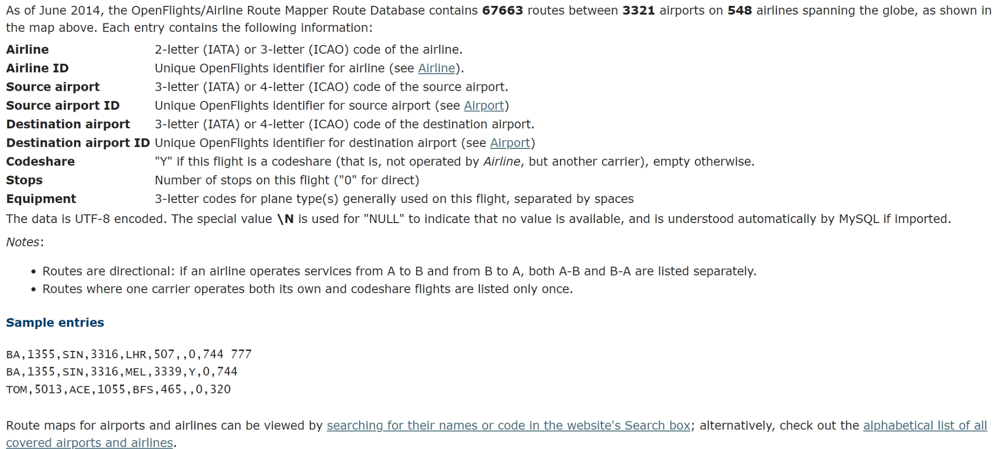 As of June 2014, the OpenFlights/Airline Route Mapper Route Database contains 67663 routes between 3321 airports on 548 airlines spanning the globe, as shown in
the map above. Each entry contains the following information:
Airline 2-letter (IATA) or 3-letter (ICAO) code of the airline.
Airline ID Unique OpenFlights identifier for airline (see Airline).
Source airport 3-letter (IATA) or 4-letter (ICAO) code of the source airport.
Source airport ID Unique OpenFlights identifier for source airport (see Airport)
Destination airport 3-letter (IATA) or 4-letter (ICAO) code of the destination airport.
Destination airport ID Unique OpenFlights identifier for destination airport (see Airport)
Codeshare "Y" if this flight is a codeshare (that is, not operated by Airline, but another carrier), empty otherwise.
Stops Number of stops on this flight ("0" for direct)
Equipment 3-letter codes for plane type(s) generally used on this flight, separated by spaces
The data is UTF-8 encoded. The special value \N is used for "NULL" to indicate that no value is available, and is understood automatically by MySQL if imported.
Notes:
• Routes are directional: if an airline operates services from A to B and from B to A, both A-B and B-A are listed separately.
• Routes where one carrier operates both its own and codeshare flights are listed only once.
Sample entries
BA,1355,SIN,3316,LHR,507,,0,744 777
BA,1355,SIN,3316,MEL,3339,Y,0,744
TOM,5013,ACE,1055,BFS,465,,0,320
Route maps for airports and airlines can be viewed by searching for their names or code in the website's Search box; alternatively, check out the alphabetical list of all
covered airports and airlines.